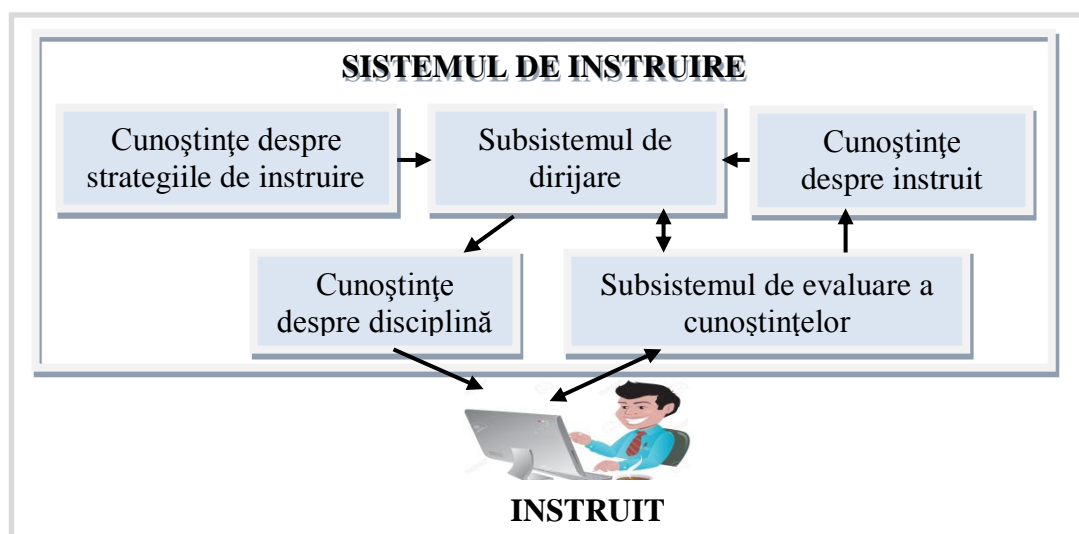 SISTEMUL DE INSTRUIRE
Cunoştinţe despre
strategiile de instruire
Subsistemul de
dirijare
Cunoştinţe
despre instruit
Cunoştinţe
despre disciplină
Subsistemul de evaluare a
cunoştinţelor
INSTRUIT